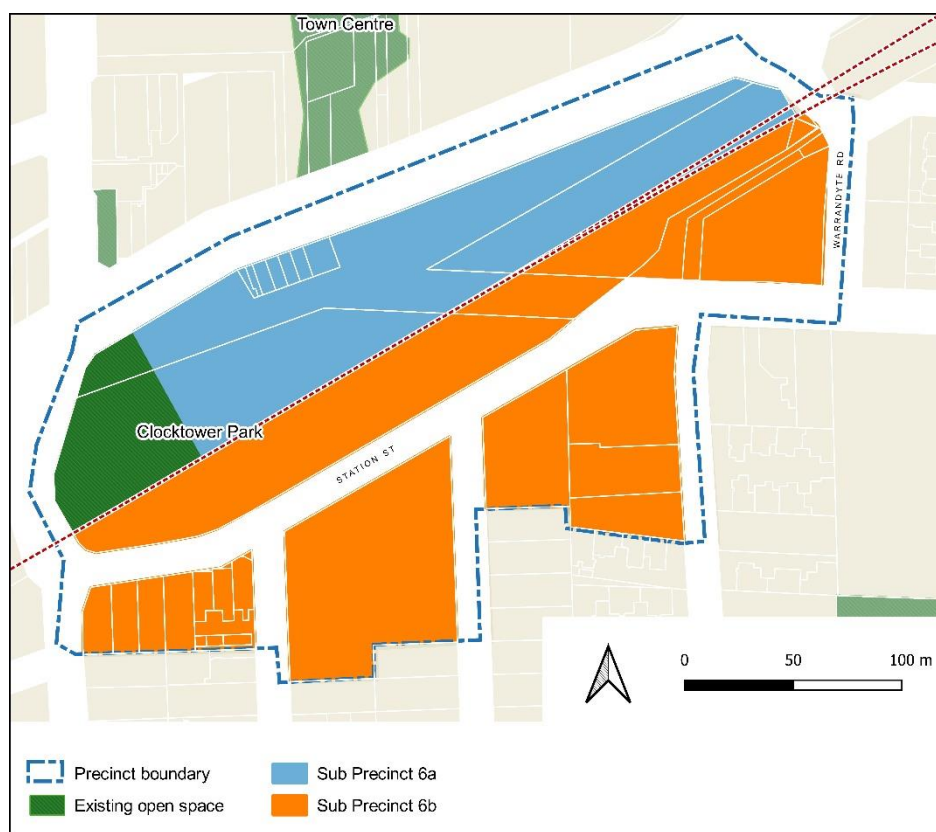 Town Centre
WARRANDYTE RD
Clocktower Park
STATION ST
0 50 100 m
Precinct boundary
Existing open space
Sub Precinct 6a
Sub Precinct 6b